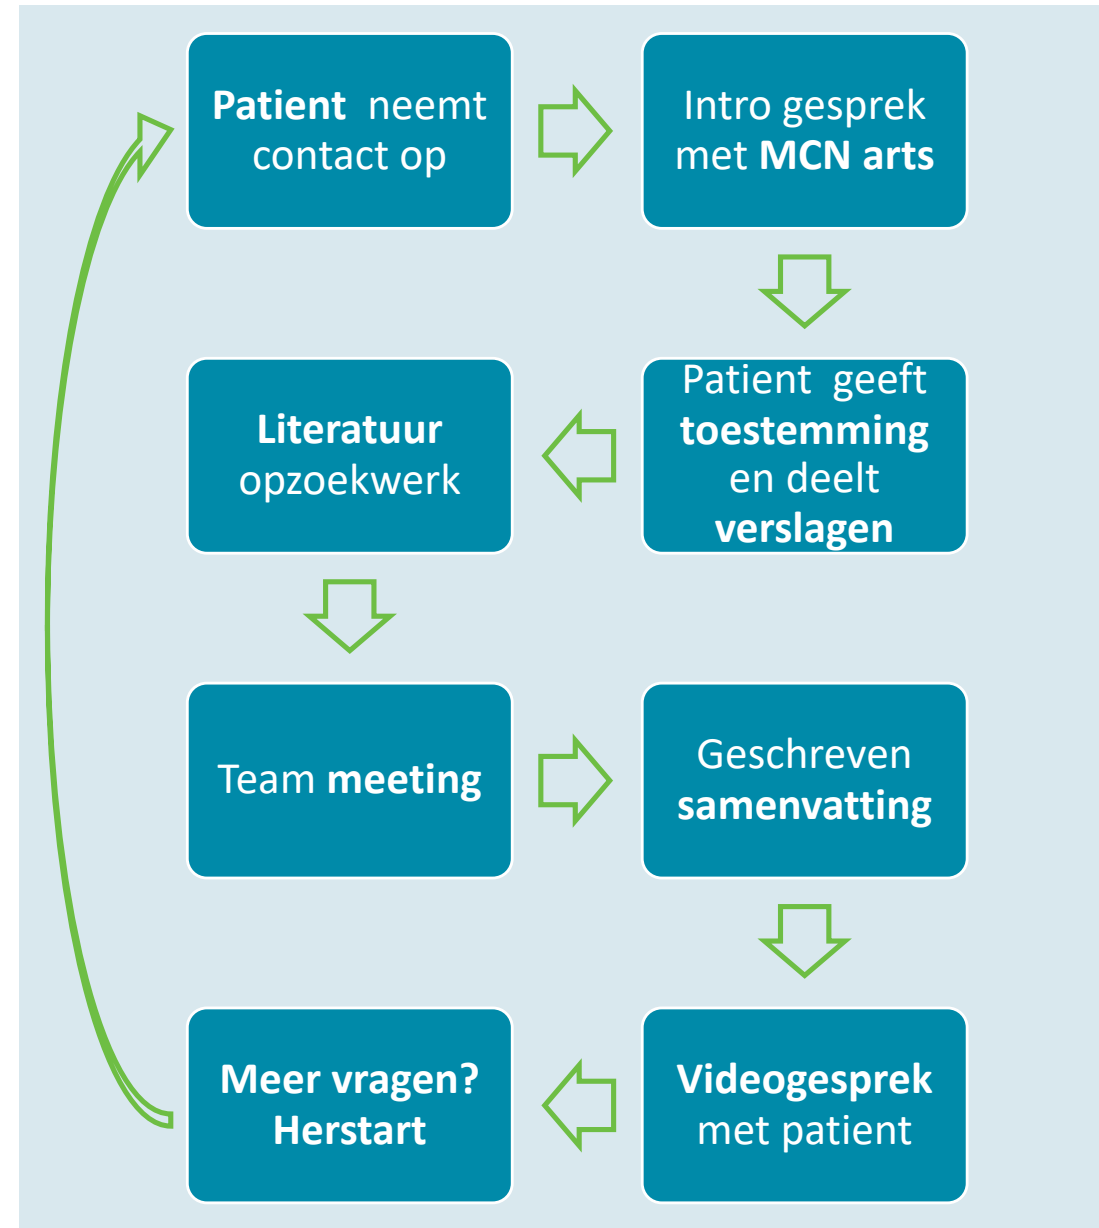 Patient neemt
contact op
Intro gesprek
met MCN arts
Patient geeft
toestemming
en deelt
verslagen
Literatuur
opzoekwerk
Team meeting
Geschreven
samenvatting
Videogesprek
met patient
Meer vragen?
Herstart